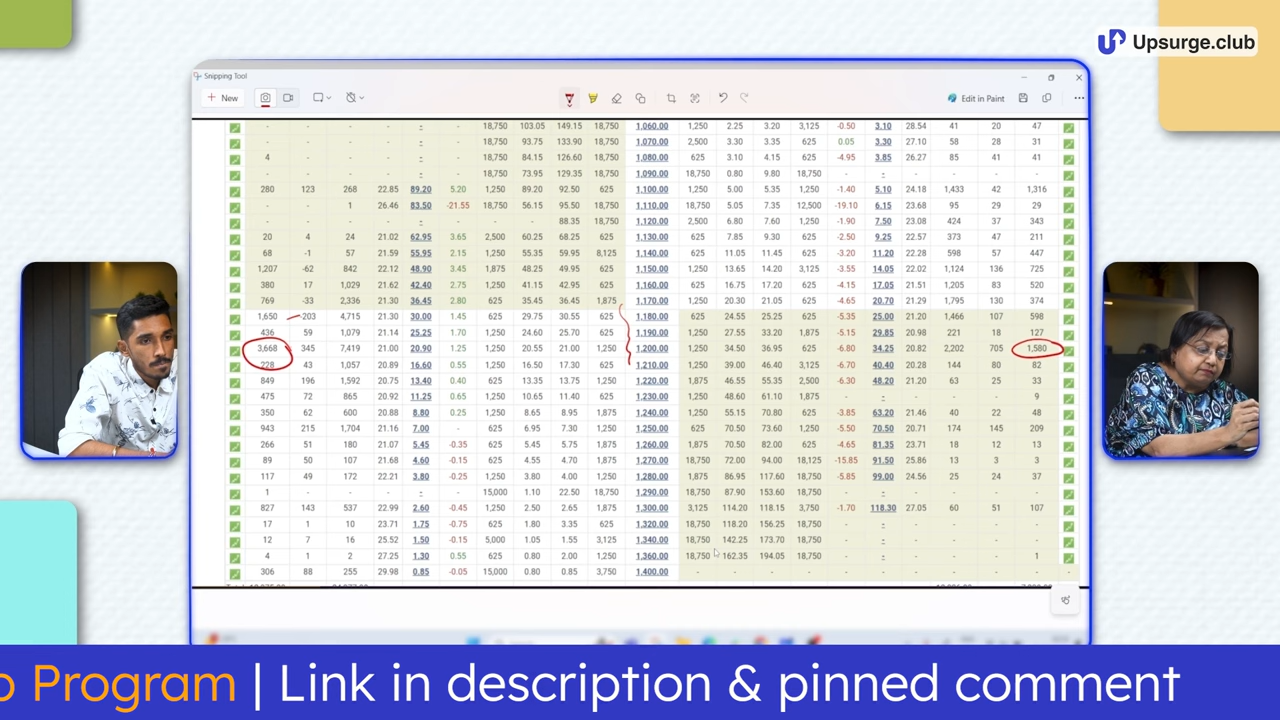 Upsurge.club
Snipping Tool
New
Edit in Paint
- - - - - - 18,750 103.05 149.15 18,750 1,060.00 1,250 2.25 3.20 3,125 -0.50 3.10 28.54 41 20 47
- - - - - - 18,750 93.75 133.90 18,750 1,070.00 2,500 3.30 3.35 625 0.05 3.30 27.10 58 28 31
4 - - - - - 18,750 84.15 126.60 18,750 1,080.00 625 3.10 4.15 625 -4.95 3.85 26.27 85 41 41
- - - - - - 18,750 73.95 129.35 18,750 1,090.00 18,750 0.80 9.80 18,750 - - - - - -
280 123 268 22.85 89.20 5.20 1,250 89.20 92.50 625 1,100.00 1,250 5.00 5.35 1,250 -1.40 5.10 24.18 1,433 42 1,316
- - 1 26.46 83.50 -21.55 18,750 56.15 95.50 18,750 1,110.00 18,750 5.05 7.35 12,500 -19.10 6.15 23.68 95 29 29
- - - - - - - - 88.35 18,750 1,120.00 2,500 6.80 7.60 1,250 -1.90 7.50 23.08 424 37 343
20 4 24 21.02 62.95 3.65 2,500 60.25 68.25 625 1,130.00 625 7.85 9.30 625 -2.50 9.25 22.57 373 47 211
68 -1 57 21.59 55.95 2.15 1,250 55.35 59.95 8,125 1,140.00 625 11.05 11.45 625 -3.20 11.20 22.28 598 57 447
1,207 -62 842 22.12 48.90 3.45 1,875 48.25 49.95 625 1,150.00 1,250 13.65 14.20 3,125 -3.55 14.05 22.02 1,124 136 725
380 17 1,029 21.62 42.40 2.75 1,250 41.15 42.95 625 1,160.00 625 16.75 17.20 625 -4.15 17.05 21.51 1,205 83 520
769 -33 2,336 21.30 36.45 2.80 625 35.45 36.45 1,875 1,170.00 1,250 20.30 21.05 625 -4.65 20.70 21.29 1,795 130 374
1,650 203 4,715 21.30 30.00 1.45 625 29.75 30.55 625 1,180.00 625 24.55 25.25 625 -5.35 25.00 21.20 1,466 107 598
436 59 1,079 21.14 25.25 1.70 1,250 24.60 25.70 625 1,190.00 1,250 27.55 33.20 1,875 -5.15 29.85 20.98 221 18 127
3,668 345 7,419 21.00 20.90 1.25 1,250 20.55 21.00 1,250 1,200.00 1,250 34.50 36.95 625 -6.80 34.25 20.82 2,202 705 1,580
228 43 1,057 20.89 16.60 0.55 1,250 16.50 17.30 625 1,210.00 1,250 39.00 46.40 3,125 -6.70 40.40 20.28 144 80 82
849 196 1,592 20.75 13.40 0.40 1,250 13.35 13.75 1,250 1,220.00 1,875 46.55 55.35 2,500 -6.30 48.20 21.20 63 25 33
475 72 865 20.92 11.25 0.65 1,250 10.65 11.40 625 1,230.00 1,250 48.60 61.10 1,875 - - - - - 9
350 62 600 20.88 8.80 0.25 1,250 8.65 8.95 1,875 1,240.00 1,250 55.15 70.80 625 -3.85 63.20 21.46 40 22 48
943 215 1,704 21.16 7.00 - 625 6.95 7.30 1,250 1,250.00 625 70.50 73.60 1,250 -5.50 70.50 20.71 174 145 209
266 51 180 21.07 5.45 -0.35 625 5.45 5.75 1,875 1,260.00 1,875 70.50 82.00 625 -4.65 81.35 23.71 18 12 13
89 50 107 21.68 4.60 -0.15 625 4.55 4.70 1,875 1,270.00 18,750 72.00 94.00 18,125 -15.85 91.50 25.86 13 3 3
117 49 172 22.21 3.80 -0.25 1,250 3.80 4.00 1,250 1,280.00 1,875 86.95 117.60 18,750 -5.85 99.00 24.56 25 24 37
1 - - - - - 15,000 1.10 22.50 18,750 1,290.00 18,750 87.90 153.60 18,750 - - - - - -
827 143 537 22.99 2.60 -0.45 1,250 2.50 2.65 1,875 1,300.00 3,125 114.20 118.15 3,750 -1.70 118.30 27.05 60 51 107
17 1 10 23.71 1.75 -0.75 625 1.80 3.35 625 1,320.00 18,750 118.20 156.25 18,750 - - - - - -
12 7 16 25.52 1.50 -0.15 5,000 1.05 1.55 3,125 1,340.00 18,750 142.25 173.70 18,750 - - - - - -
4 1 2 27.25 1.30 0.55 625 0.80 2.00 1,250 1,360.00 18,750 162.35 194.05 18,750 - - - - - 1
306 88 255 29.98 0.85 -0.05 15,000 0.80 0.85 3,750 1,400.00 - - - - - - - - - -
o Program | Link in description & pinned comment